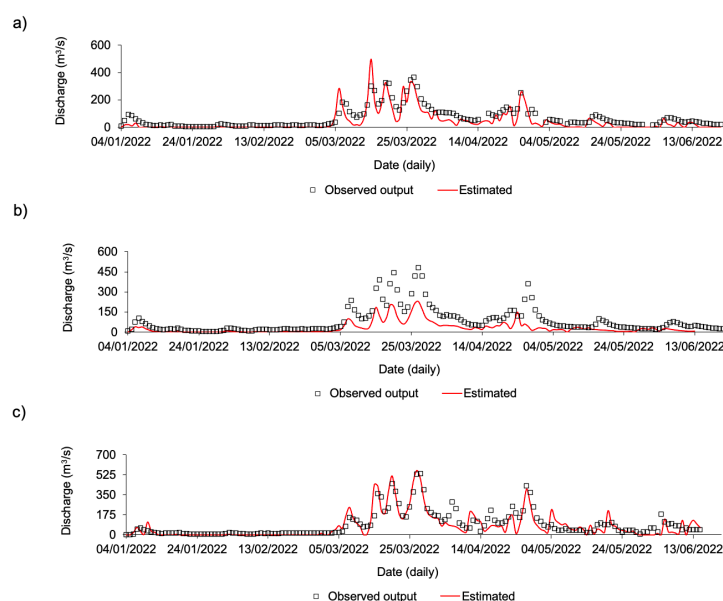 a)
Discharge (m³/s)
600
400
200
0
04/01/2022 24/01/2022 13/02/2022 05/03/2022 25/03/2022 14/04/2022 04/05/2022 24/05/2022 13/06/2022
Date (daily)
Observed output Estimated
b)
Discharge (m³/s)
600
450
300
150
0
04/01/2022 24/01/2022 13/02/2022 05/03/2022 25/03/2022 14/04/2022 04/05/2022 24/05/2022 13/06/2022
Date (daily)
Observed output Estimated
c)
Discharge (m³/s)
700
525
350
175
0
04/01/2022 24/01/2022 13/02/2022 05/03/2022 25/03/2022 14/04/2022 04/05/2022 24/05/2022 13/06/2022
Date (daily)
Observed output Estimated